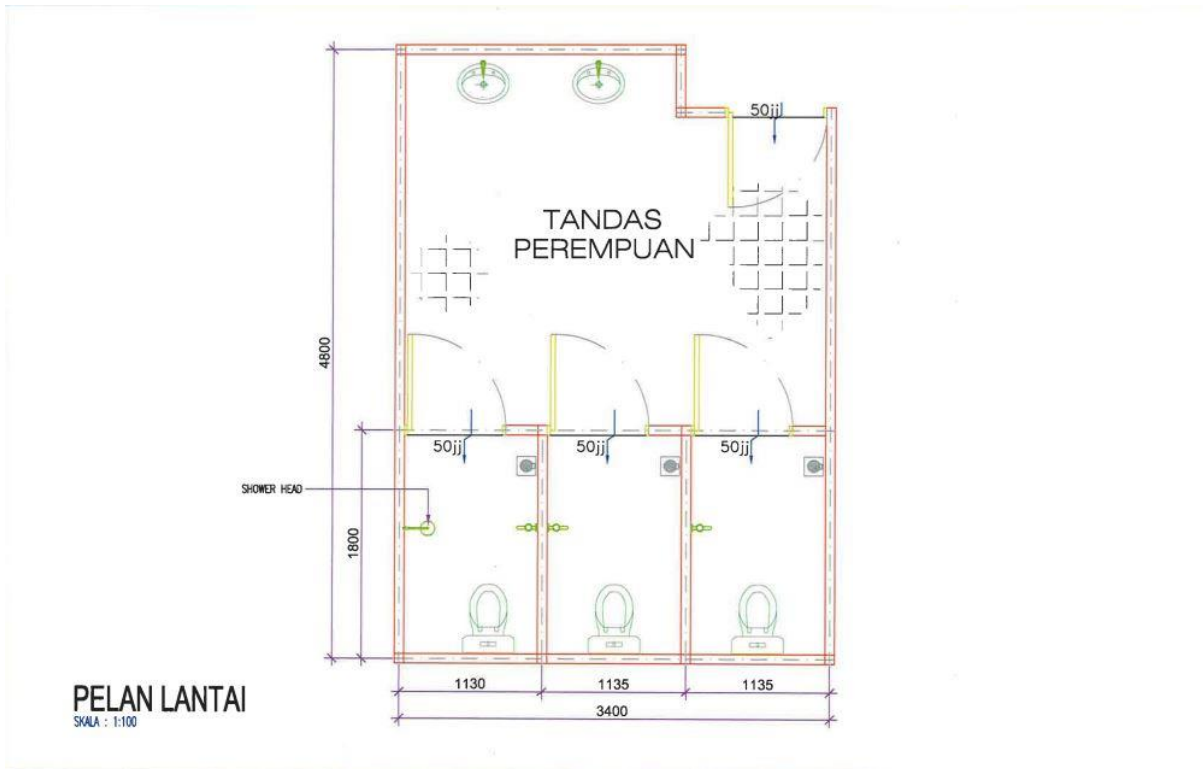 50jj
TANDAS
PEREMPUAN
4800
50jj
50jj
50jj
SHOWER HEAD
1800
1130
1135
1135
3400
PELAN LANTAI
SKALA : 1:100